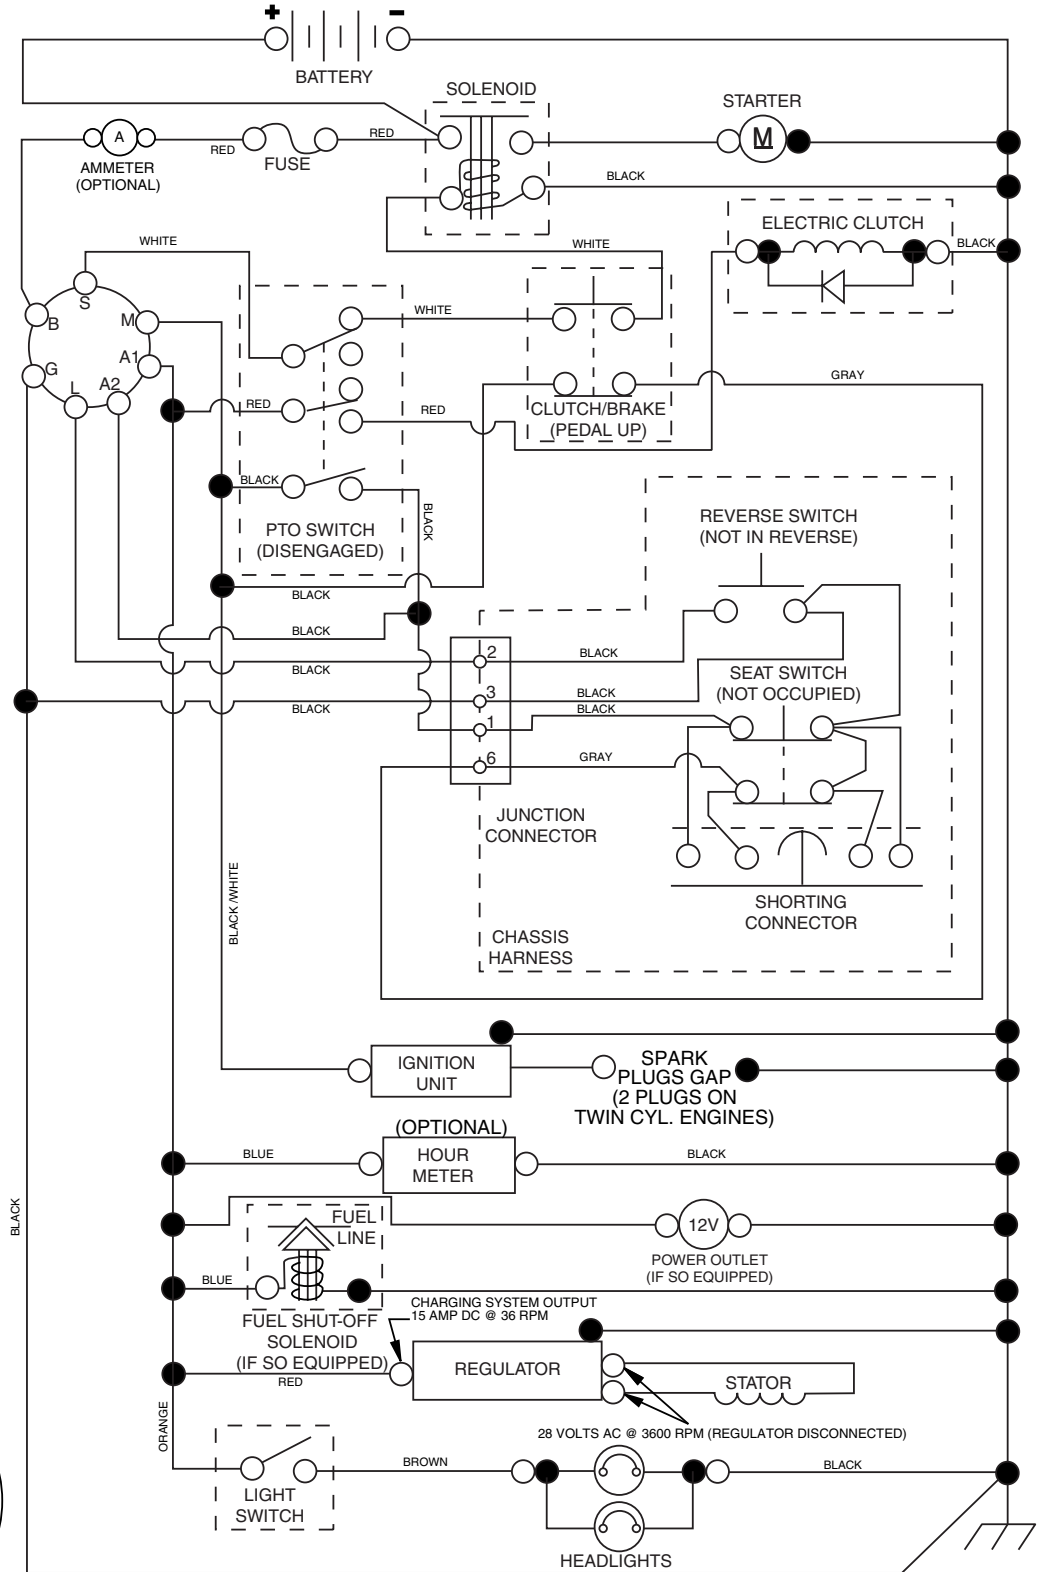 +
-
BATTERY
SOLENOID
STARTER
A
RED
FUSE
RED
M
AMMETER
(OPTIONAL)
BLACK
ELECTRIC CLUTCH
WHITE
WHITE
BLACK
S
B
M
WHITE
A1
G
A2
L
RED
RED
GRAY
CLUTCH/BRAKE
(PEDAL UP)
BLACK
PTO SWITCH
(DISENGAGED)
BLACK
REVERSE SWITCH
(NOT IN REVERSE)
BLACK
BLACK
2
BLACK
BLACK
SEAT SWITCH
(NOT OCCUPIED)
3
BLACK
BLACK
BLACK
1
6
GRAY
JUNCTION
CONNECTOR
BLACK /WHITE
SHORTING
CONNECTOR
CHASSIS
HARNESS
IGNITION
UNIT
SPARK
PLUGS GAP
(2 PLUGS ON
TWIN CYL. ENGINES)
(OPTIONAL)
HOUR
METER
BLUE
BLACK
BLACK
FUEL
LINE
12V
POWER OUTLET
(IF SO EQUIPPED)
BLUE
FUEL SHUT-OFF
SOLENOID
(IF SO EQUIPPED)
CHARGING SYSTEM OUTPUT
15 AMP DC @ 36 RPM
REGULATOR
RED
STATOR
ORANGE
28 VOLTS AC @ 3600 RPM (REGULATOR DISCONNECTED)
BROWN
BLACK
LIGHT
SWITCH
HEADLIGHTS